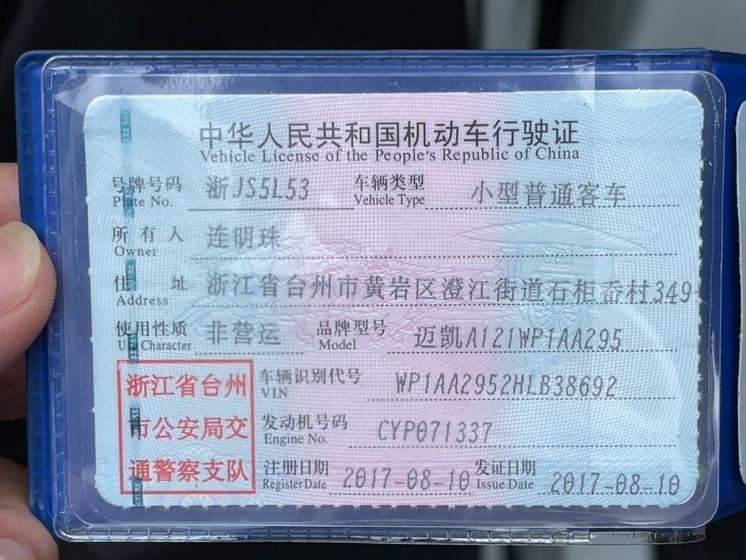 中华人民共和国机动车行驶证
Vehicle License of the People's Republic of China
号牌号码 浙JS5L53 车辆类型 小型普通客车
Plate No. Vehicle Type
所有人 连明珠
Owner
住址 浙江省台州市黄岩区澄江街道石柜岙村349
Address
使用性质 非营运 品牌型号 迈凯A121WP1AA295
Use Character Model
浙江省台州 车辆识别代号 WP1AA2952HLB38692
VIN
市公安局交 发动机号码 CYP071337
Engine No.
通警察支队 注册日期 2017-08-10 发证日期 2017-08-10
Register Date Issue Date